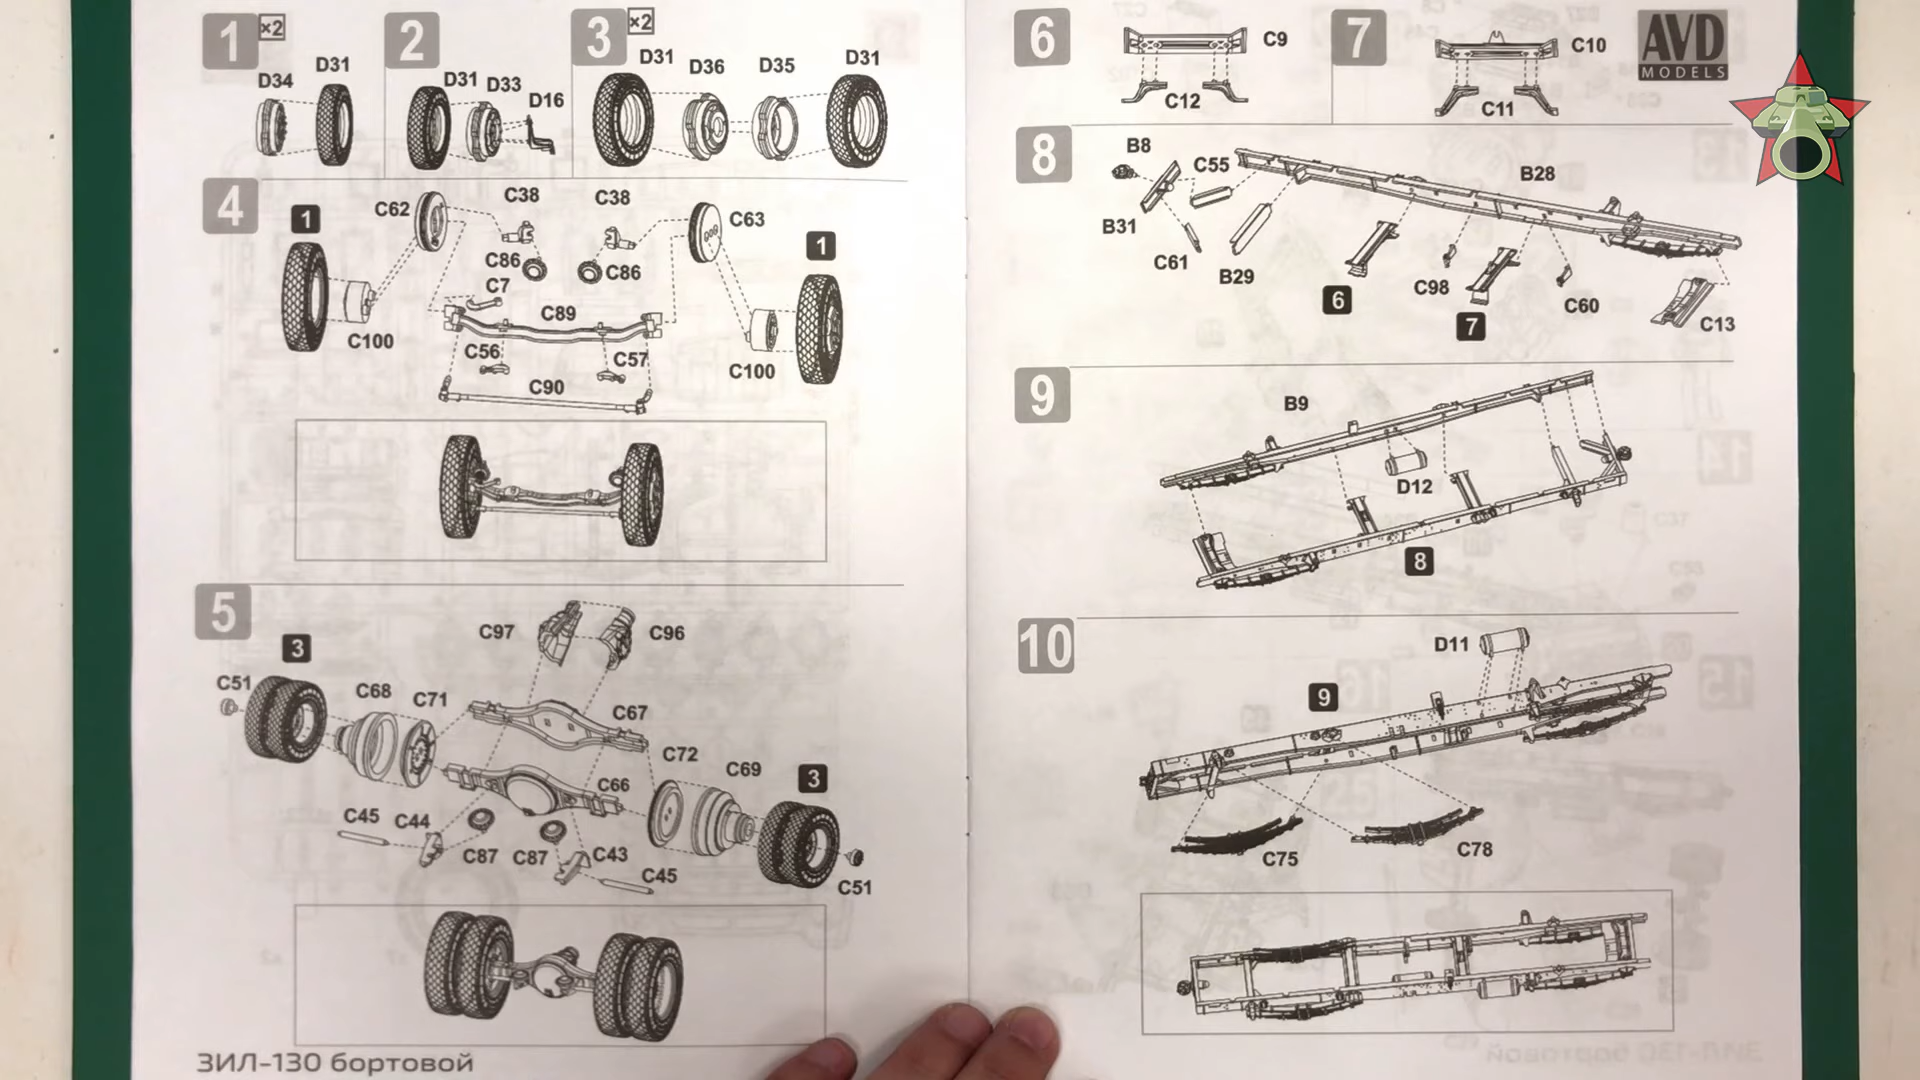 1 ×2
D34
D31
2
D31
D33
D16
3 ×2
D31
D36
D35
D31
4
1
C62
C38
C38
C63
1
C86
C86
C7
C89
C100
C56
C57
C100
C90
5
C97
C96
3
C51
C68
C71
C67
C72
C69
C66
3
C45
C44
C87
C87
C43
C45
C51
ЗИЛ-130 бортовой
6
C9
C12
7
C10
C11
AVD
MODELS
8
B8
C55
B28
B31
C61
B29
6
C98
7
C60
C13
9
B9
D12
8
10
D11
9
C75
C78